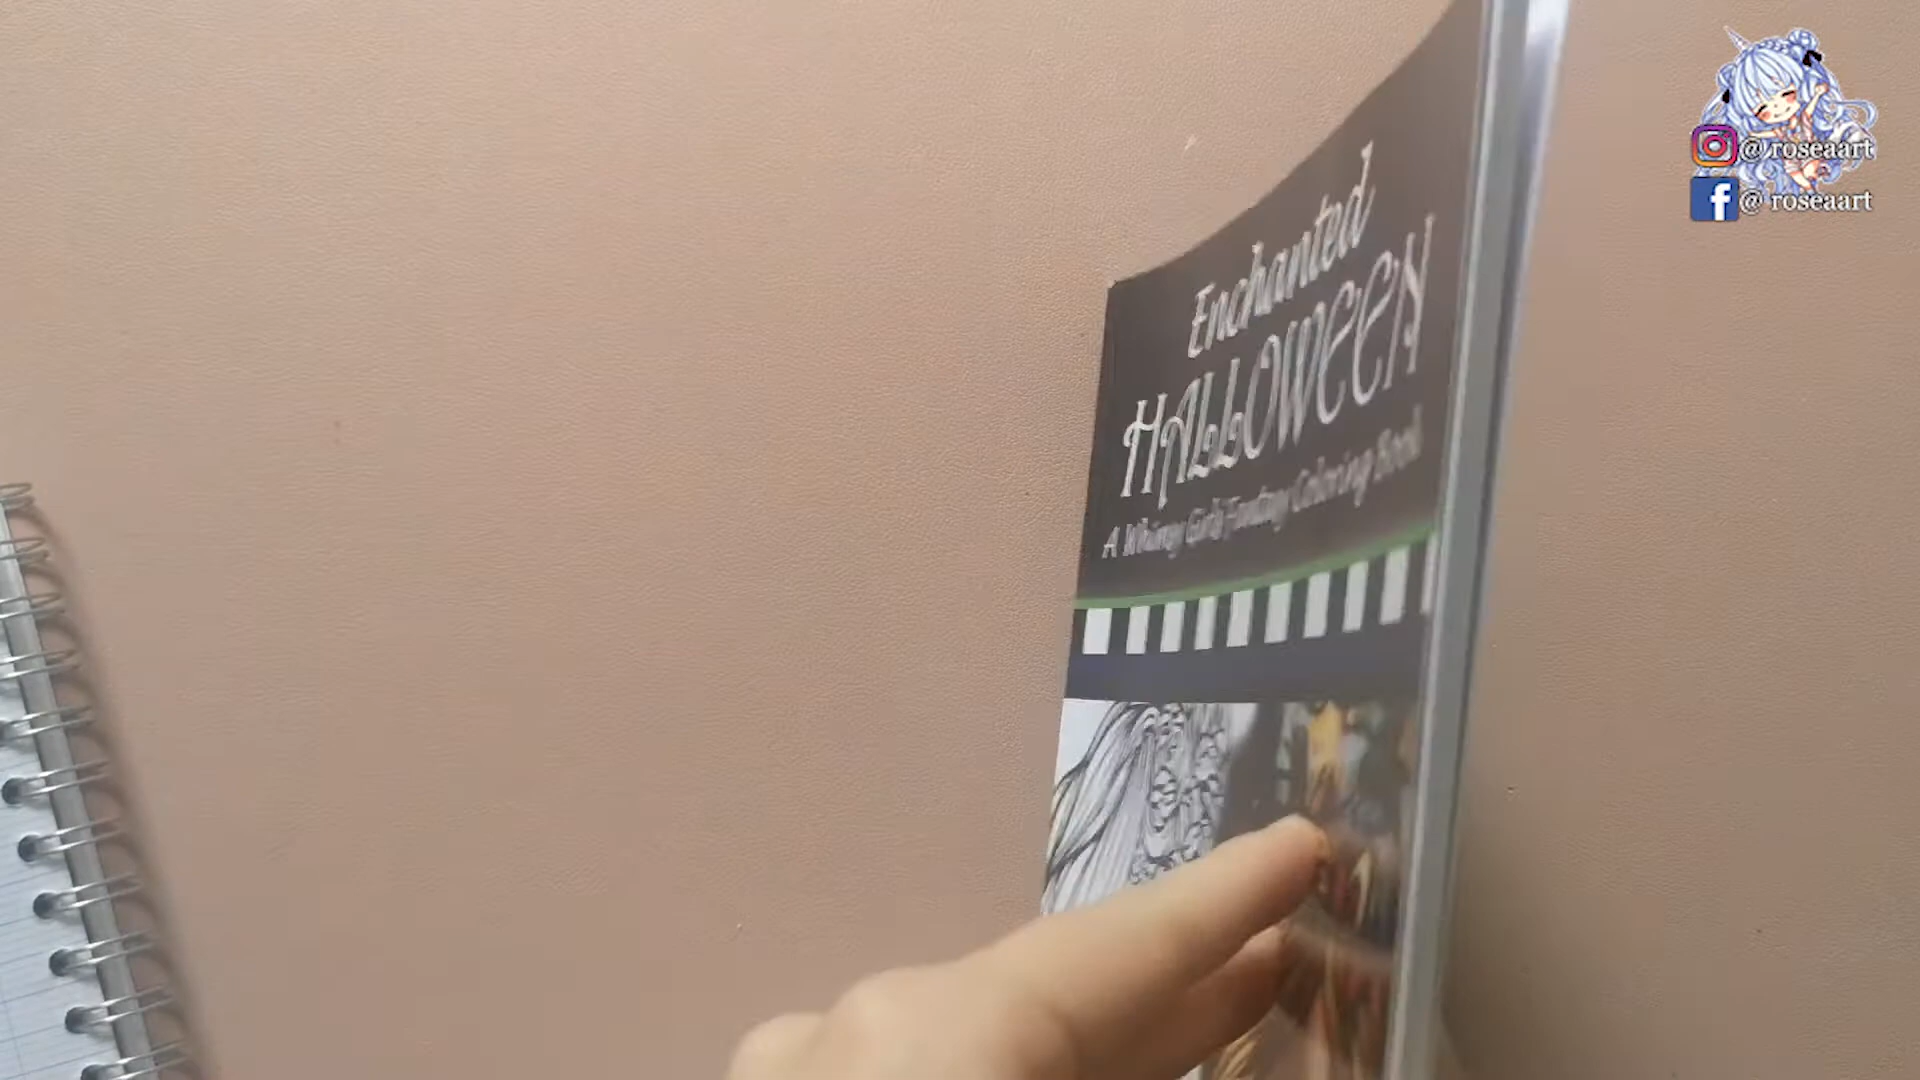 Enchanted
HALLOWEEN
A Whimsy Girls Fantasy Coloring Book
@ roseaart
@ roseaart